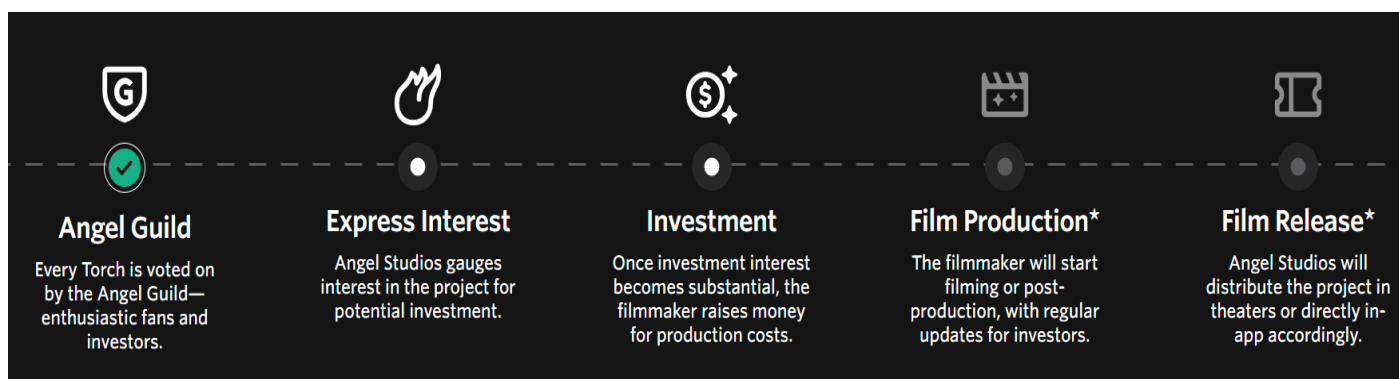 G
$
Angel Guild
Every Torch is voted on
by the Angel Guild—
enthusiastic fans and
investors.
Express Interest
Angel Studios gauges
interest in the project for
potential investment.
Investment
Once investment interest
becomes substantial, the
filmmaker raises money
for production costs.
Film Production*
The filmmaker will start
filming or post-
production, with regular
updates for investors.
Film Release*
Angel Studios will
distribute the project in
theaters or directly in-
app accordingly.